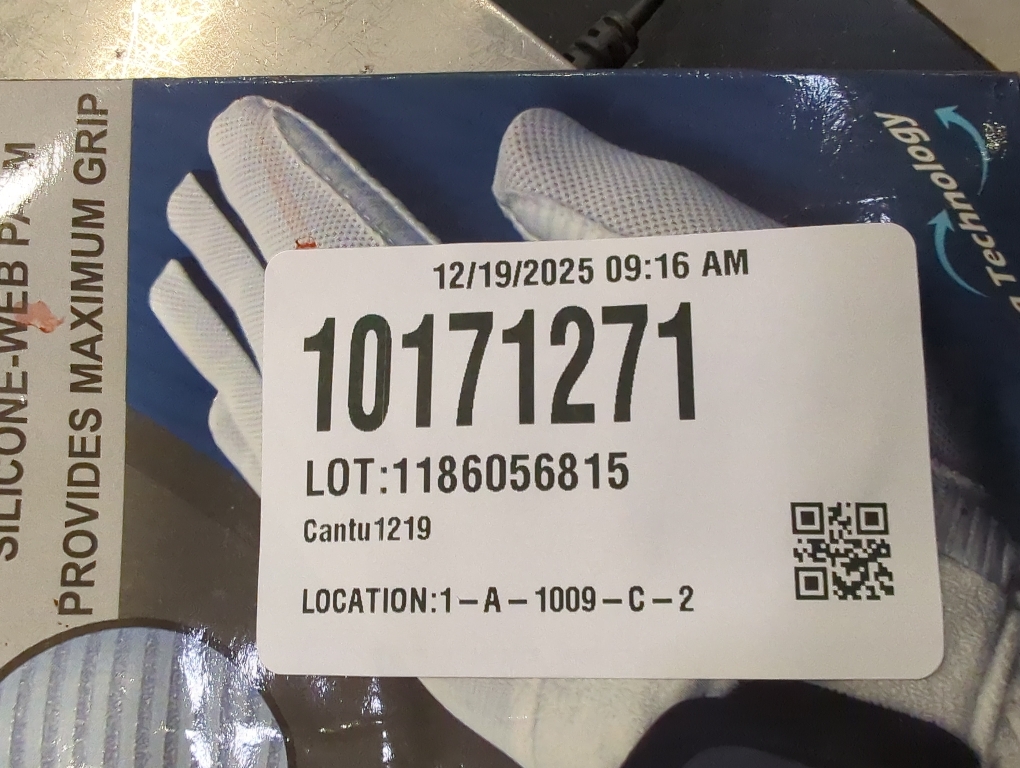 SILICONE-WEB PALM
PROVIDES MAXIMUM GRIP
Technology
12/19/2025 09:16 AM
10171271
LOT:1186056815
Cantu1219
LOCATION:1-A-1009-C-2